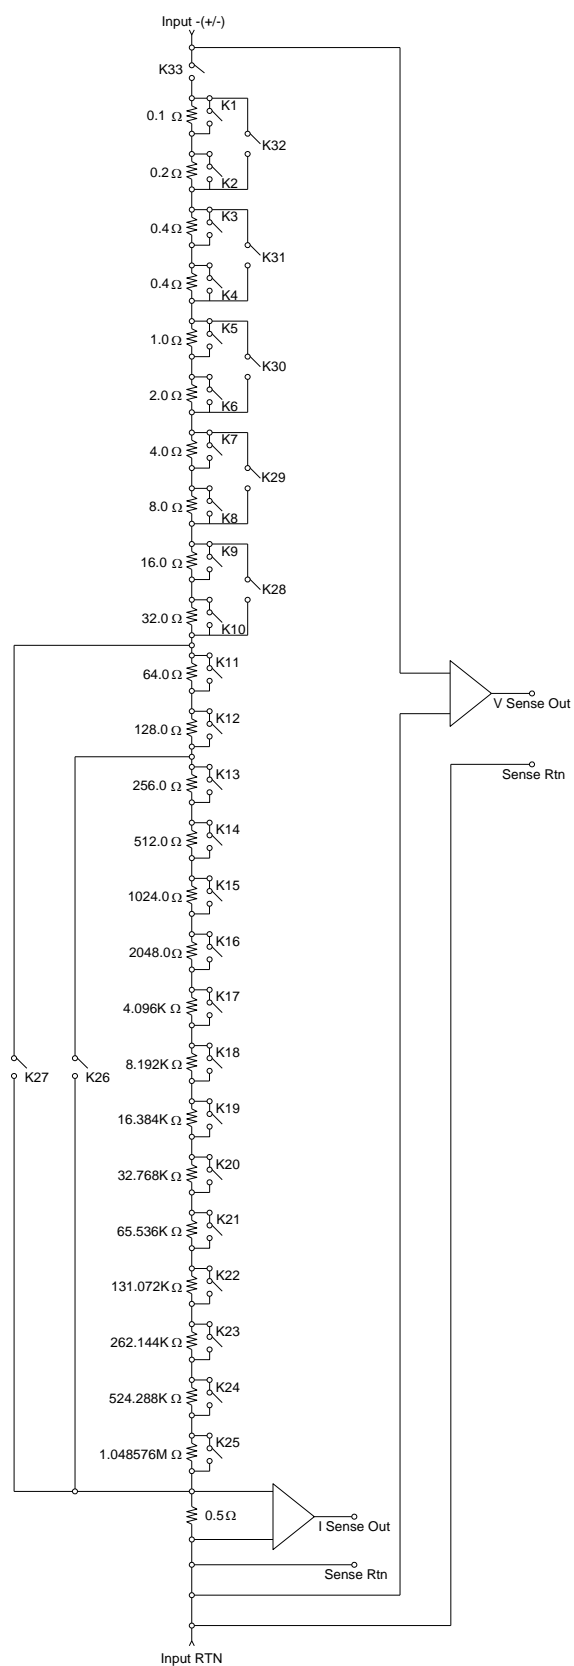 Input -(+/-)
K33
K1
0.1 Ω
K32
0.2 Ω
K2
K3
0.4 Ω
K31
0.4 Ω
K4
K5
1.0 Ω
K30
2.0 Ω
K6
K7
4.0 Ω
K29
8.0 Ω
K8
K9
16.0 Ω
K28
32.0 Ω
K10
K11
64.0 Ω
V Sense Out
K12
128.0 Ω
K13
Sense Rtn
256.0 Ω
K14
512.0 Ω
K15
1024.0 Ω
K16
2048.0 Ω
K17
4.096K Ω
K18
8.192K Ω
K27
K26
K19
16.384K Ω
K20
32.768K Ω
K21
65.536K Ω
K22
131.072K Ω
K23
262.144K Ω
K24
524.288K Ω
K25
1.048576M Ω
0.5 Ω
I Sense Out
Sense Rtn
Input RTN